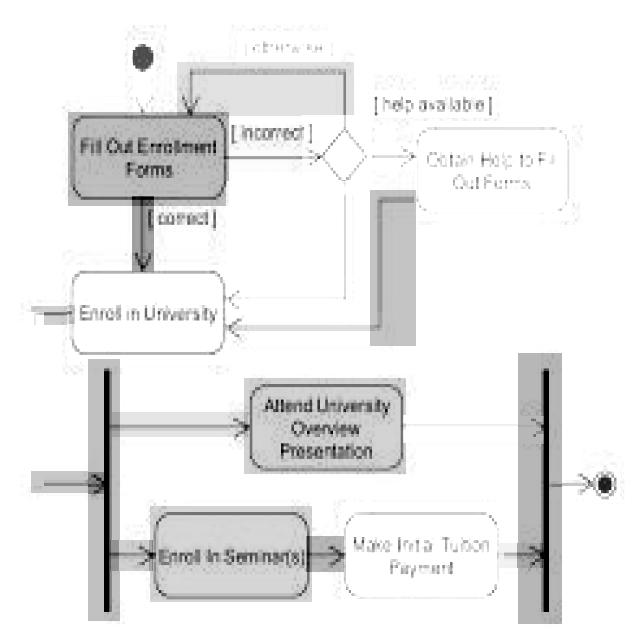 [ otherwise ]
[ help available ]
[ incorrect ]
Fill Out Enrollment
Forms
Obtain Help to Fill
Out Forms
[ correct ]
Enroll in University
Attend University
Overview
Presentation
Enroll In Seminar(s)
Make Initial Tuition
Payment